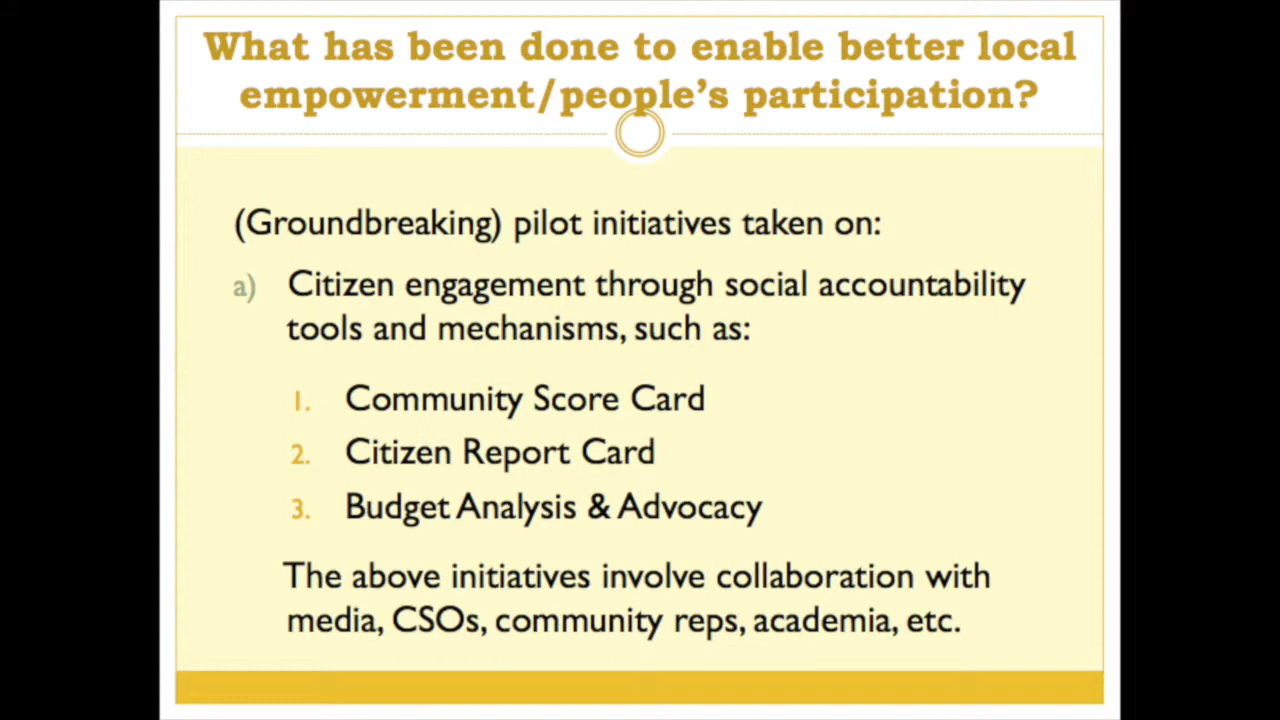 What has been done to enable better local
empowerment/people's participation?
(Groundbreaking) pilot initiatives taken on:
a) Citizen engagement through social accountability
tools and mechanisms, such as:
1. Community Score Card
2. Citizen Report Card
3. Budget Analysis & Advocacy
The above initiatives involve collaboration with
media, CSOs, community reps, academia, etc.